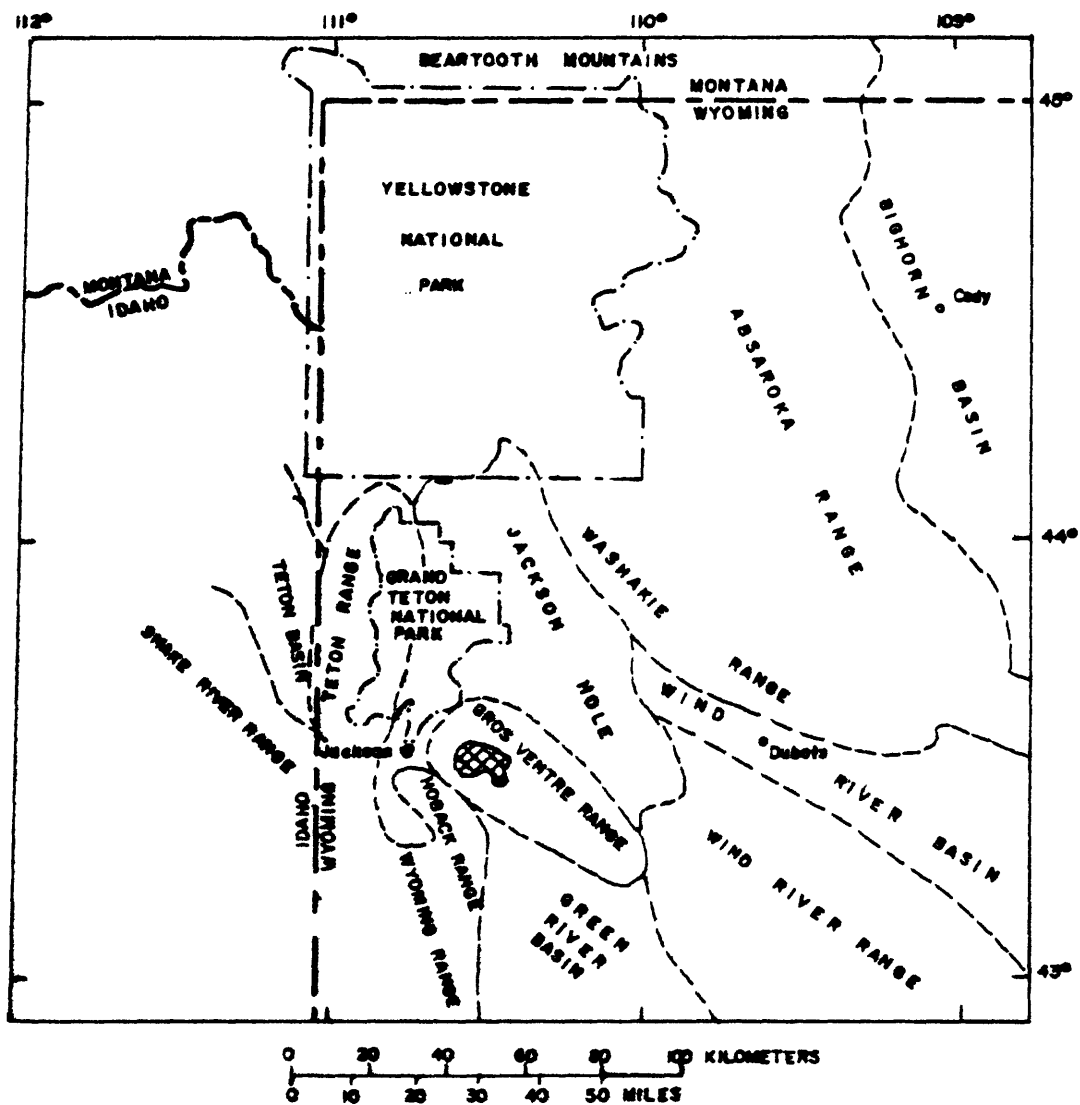 112° 111° 110° 109°
BEARTOOTH MOUNTAINS
MONTANA
WYOMING
45°
YELLOWSTONE
NATIONAL
PARK
MONTANA
IDAHO
BIGHORN BASIN
Cody
ABSAROKA RANGE
44°
JACKSON HOLE
WASHAKIE RANGE
TETON BASIN
TETON RANGE
GRAND
TETON
NATIONAL
PARK
SNAKE RIVER RANGE
WIND RIVER BASIN
Dubois
Jackson
GROS VENTRE RANGE
IDAHO
WYOMING
HOBACK RANGE
WYOMING RANGE
WIND RIVER RANGE
GREEN
RIVER
BASIN
43°
0 20 40 60 80 100 KILOMETERS
0 10 20 30 40 50 MILES